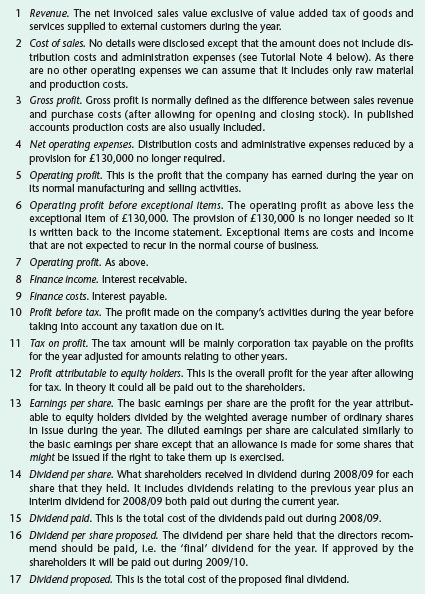 1 Revenue. The net invoiced sales value exclusive of value added tax of goods and
services supplied to external customers during the year.
2 Cost of sales. No details were disclosed except that the amount does not include dis-
tribution costs and administration expenses (see Tutorial Note 4 below). As there
are no other operating expenses we can assume that it includes only raw material
and production costs.
3 Gross profit. Gross profit is normally defined as the difference between sales revenue
and purchase costs (after allowing for opening and closing stock). In published
accounts production costs are also usually included.
4 Net operating expenses. Distribution costs and administrative expenses reduced by a
provision for £130,000 no longer required.
5 Operating profit. This is the profit that the company has earned during the year on
its normal manufacturing and selling activities.
6 Operating profit before exceptional items. The operating profit as above less the
exceptional item of £130,000. The provision of £130,000 is no longer needed so it
is written back to the income statement. Exceptional items are costs and income
that are not expected to recur in the normal course of business.
7 Operating profit. As above.
8 Finance income. Interest receivable.
9 Finance costs. Interest payable.
10 Profit before tax. The profit made on the company's activities during the year before
taking into account any taxation due on it.
11 Tax on profit. The tax amount will be mainly corporation tax payable on the profits
for the year adjusted for amounts relating to other years.
12 Profit attributable to equity holders. This is the overall profit for the year after allowing
for tax. In theory it could all be paid out to the shareholders.
13 Earnings per share. The basic earnings per share are the profit for the year attribut-
able to equity holders divided by the weighted average number of ordinary shares
in issue during the year. The diluted earnings per share are calculated similarly to
the basic earnings per share except that an allowance is made for some shares that
might be issued if the right to take them up is exercised.
14 Dividend per share. What shareholders received in dividend during 2008/09 for each
share that they held. It includes dividends relating to the previous year plus an
interim dividend for 2008/09 both paid out during the current year.
15 Dividend paid. This is the total cost of the dividends paid out during 2008/09.
16 Dividend per share proposed. The dividend per share held that the directors recom-
mend should be paid, i.e. the 'final' dividend for the year. If approved by the
shareholders it will be paid out during 2009/10.
17 Dividend proposed. This is the total cost of the proposed final dividend.